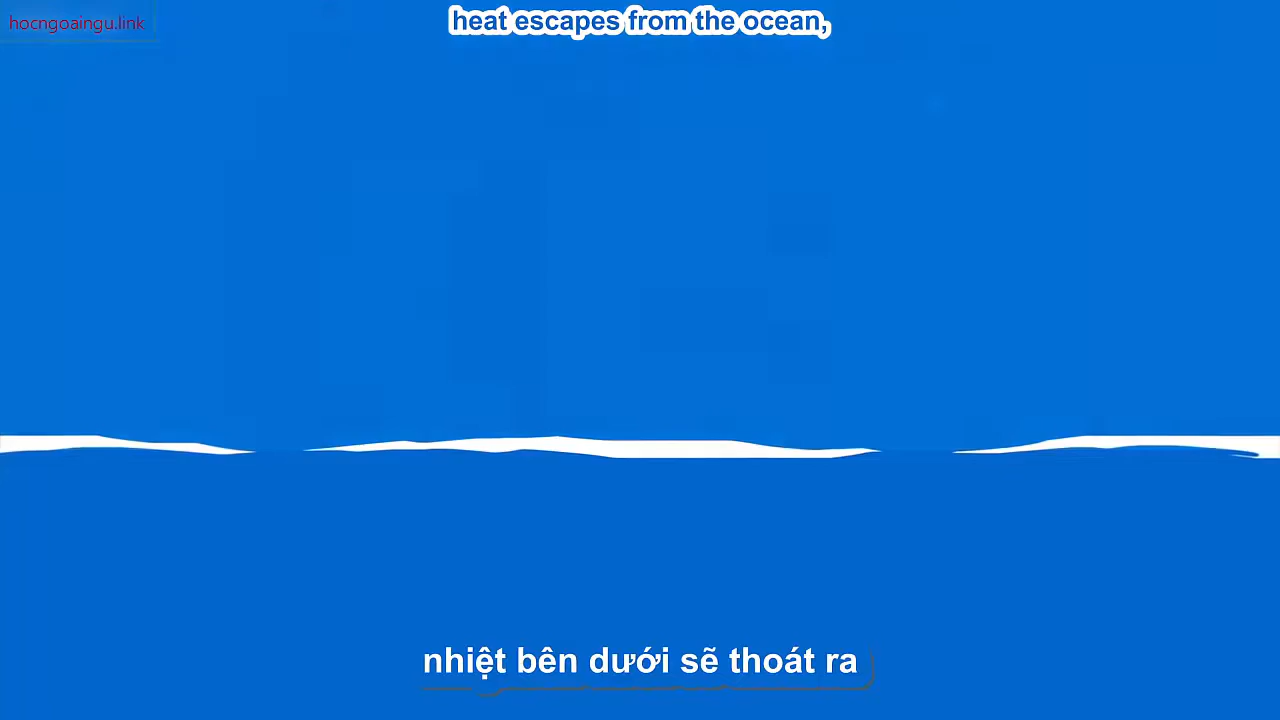 heat escapes from the ocean,
hocngoaingu.link
nhiệt bên dưới sẽ thoát ra